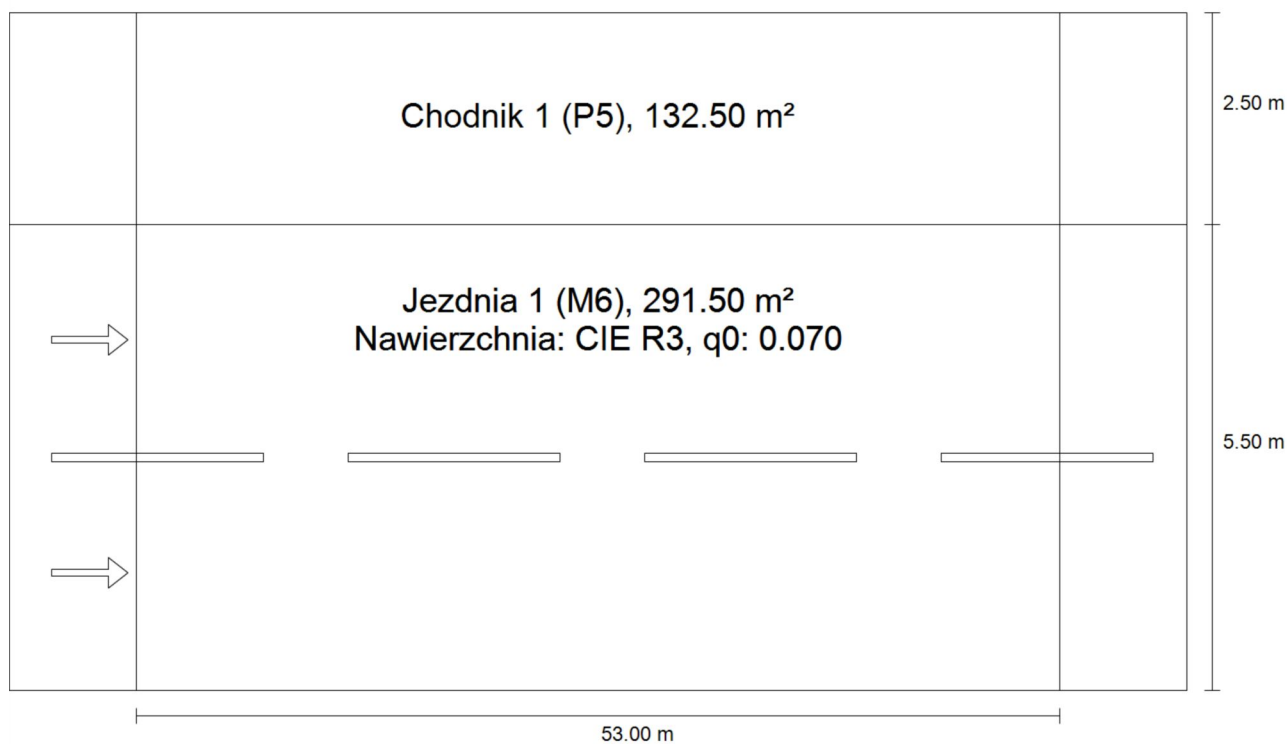 Chodnik 1 (P5), 132.50 m²
2.50 m
Jezdnia 1 (M6), 291.50 m²
Nawierzchnia: CIE R3, q0: 0.070
5.50 m
53.00 m